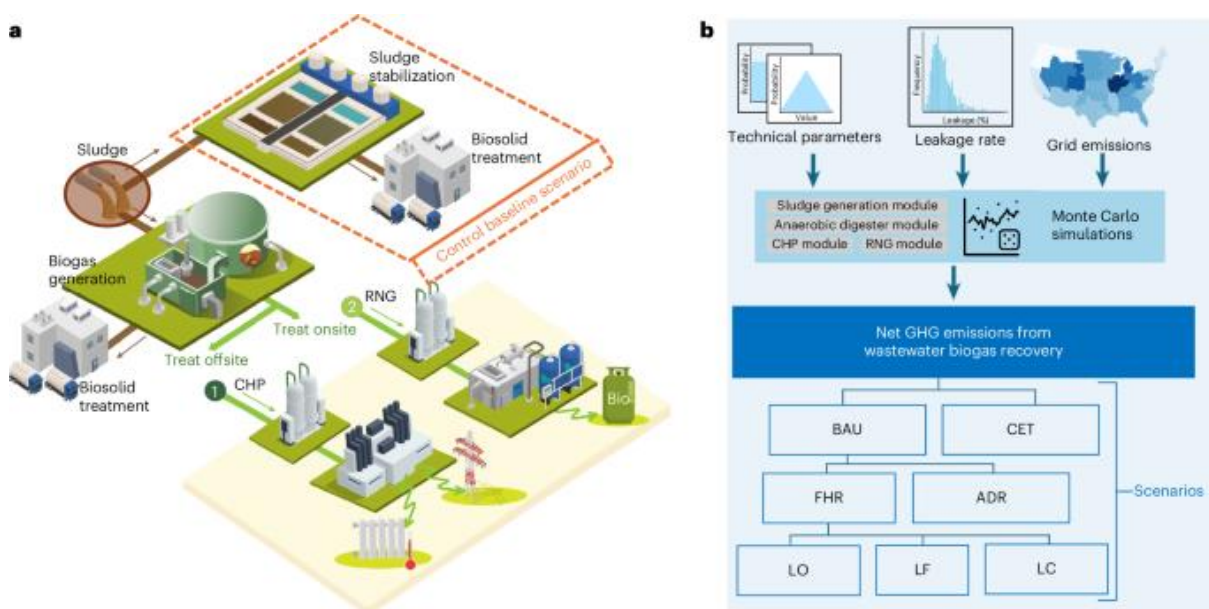 a
Sludge
stabilization
Biosolid
treatment
Sludge
Control baseline scenario
Biogas
generation
2 RNG
Treat onsite
Treat offsite
Biosolid
treatment
1 CHP
Bio
b
Probability
Probability
Value
Technical parameters
Frequency
Leakage (%)
Leakage rate
Grid emissions
Sludge generation module
Anaerobic digester module
CHP module RNG module
Monte Carlo
simulations
Net GHG emissions from
wastewater biogas recovery
BAU CET
FHR ADR
Scenarios
LO LF LC